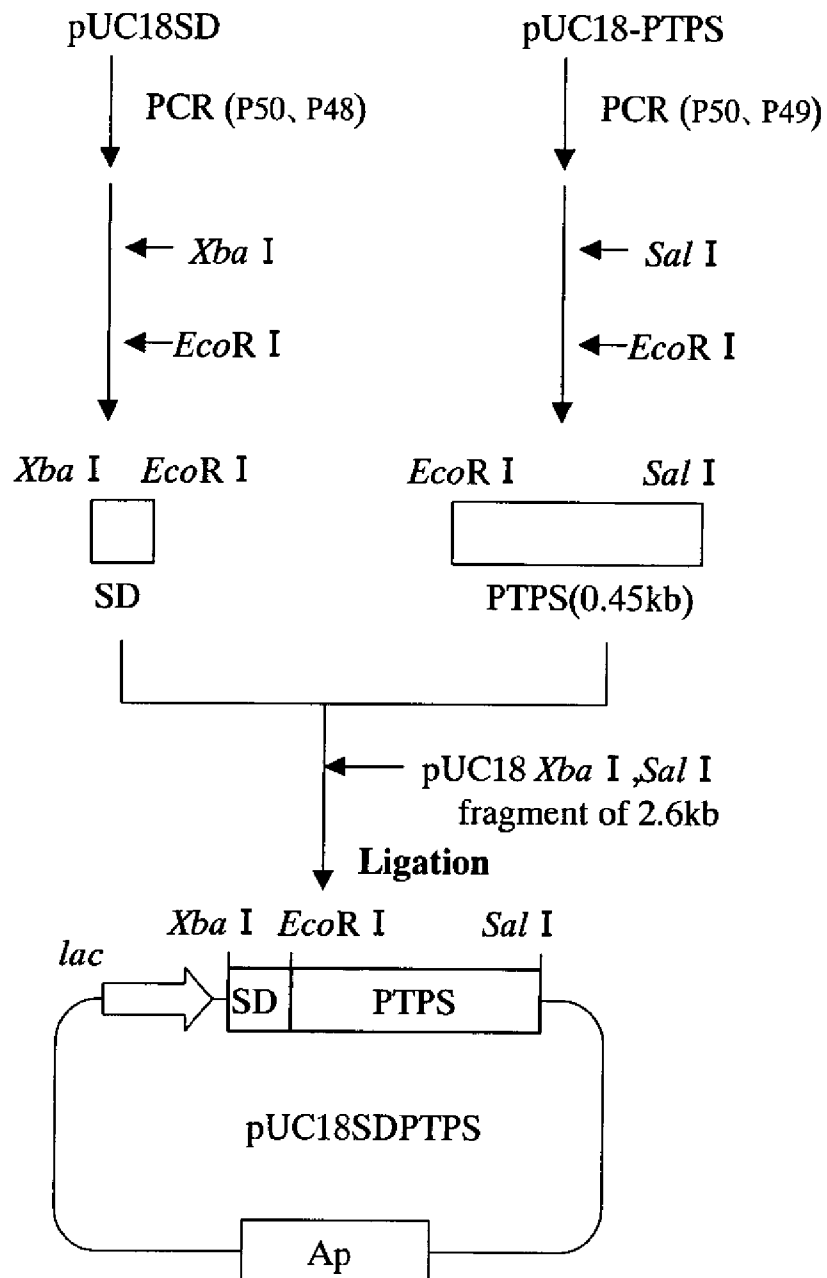 pUC18SD
pUC18-PTPS
PCR (P50、P48)
PCR (P50、P49)
Xba I
Sal I
EcoR I
EcoR I
Xba I EcoR I
EcoR I Sal I
SD
PTPS(0.45kb)
pUC18 Xba I ,Sal I
fragment of 2.6kb
Ligation
Xba I EcoR I Sal I
lac
SD
PTPS
pUC18SDPTPS
Ap